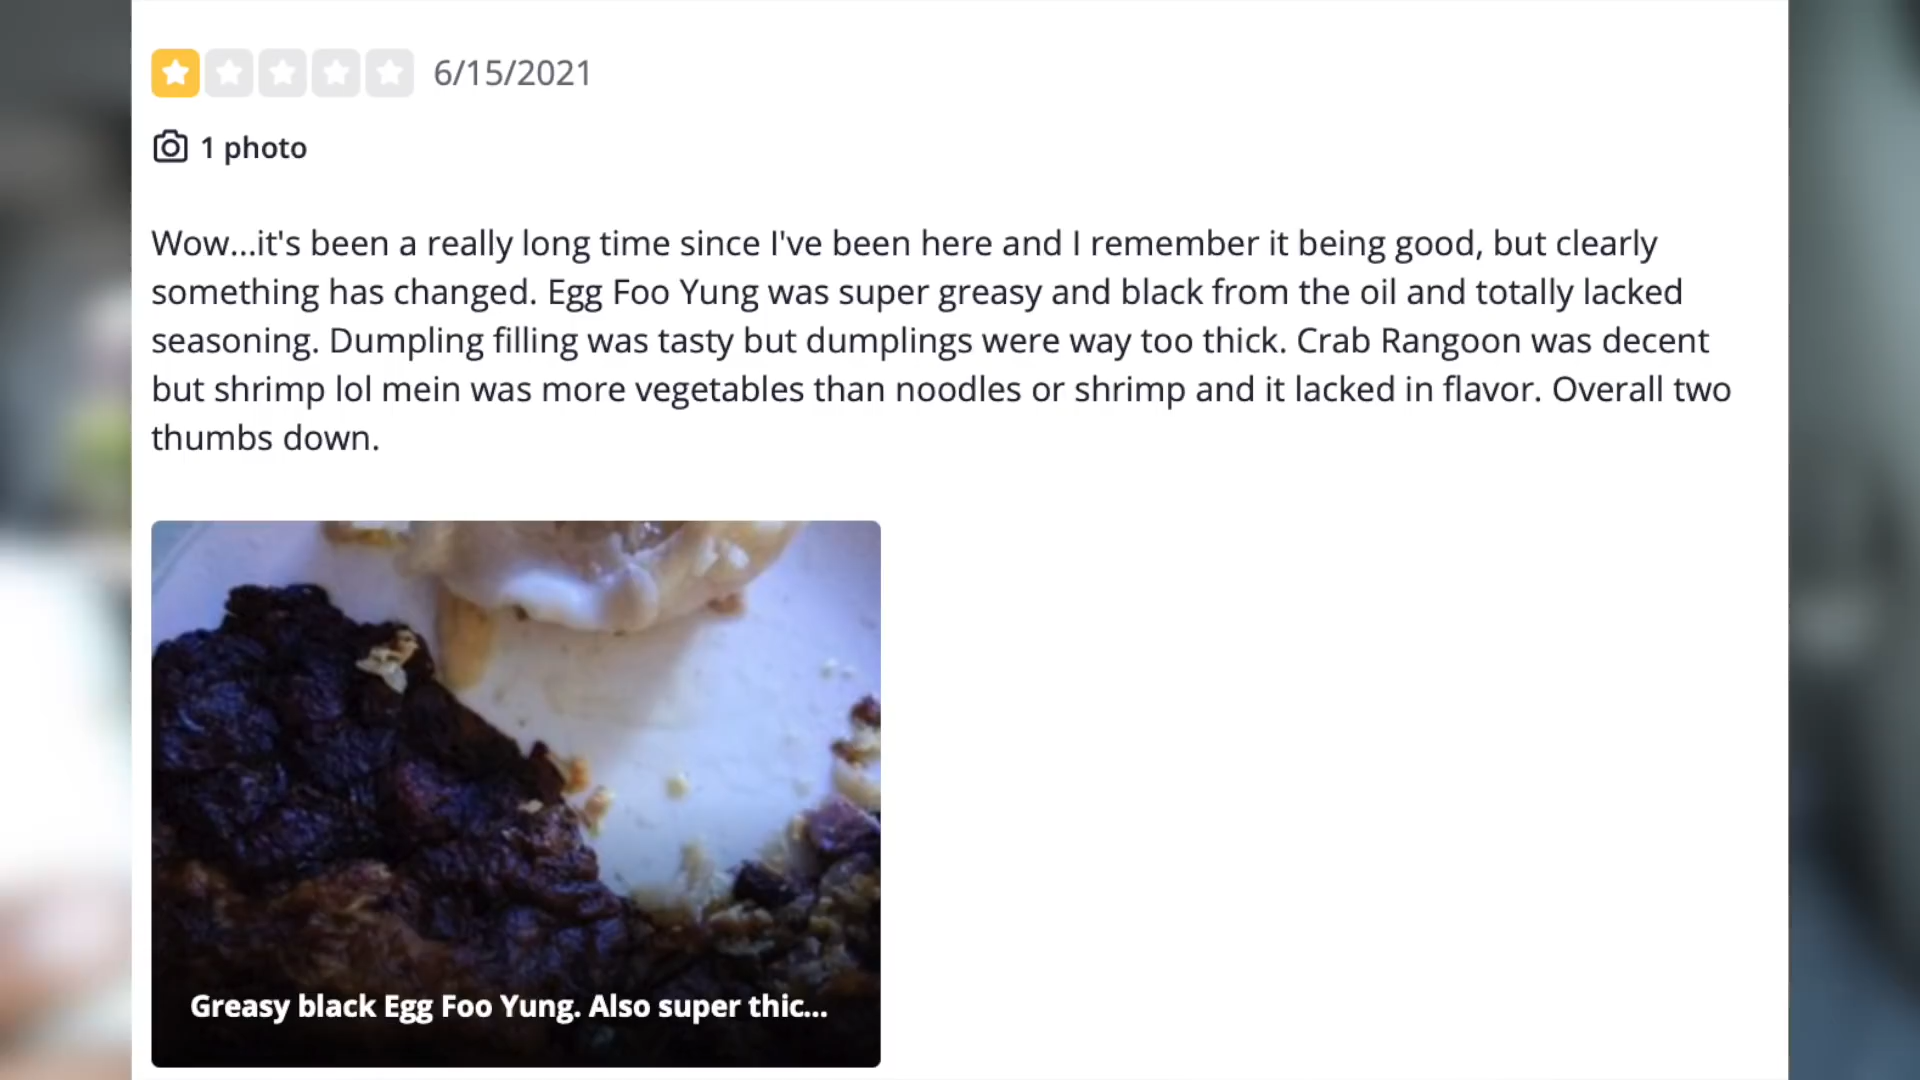 6/15/2021
1 photo
Wow...it's been a really long time since I've been here and I remember it being good, but clearly
something has changed. Egg Foo Yung was super greasy and black from the oil and totally lacked
seasoning. Dumpling filling was tasty but dumplings were way too thick. Crab Rangoon was decent
but shrimp lol mein was more vegetables than noodles or shrimp and it lacked in flavor. Overall two
thumbs down.
Greasy black Egg Foo Yung. Also super thic...